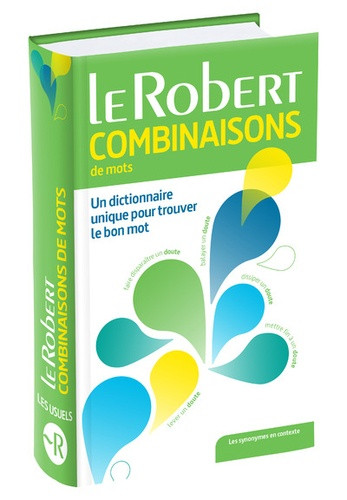 LE ROBERT
COMBINAISONS
de mots
Un dictionnaire
unique pour trouver
le bon mot
faire disparaître un doute
balayer un doute
dissiper un doute
mettre fin à un doute
lever un doute
Les synonymes en contexte
LE ROBERT
COMBINAISONS DE MOTS
LES USUELS
R